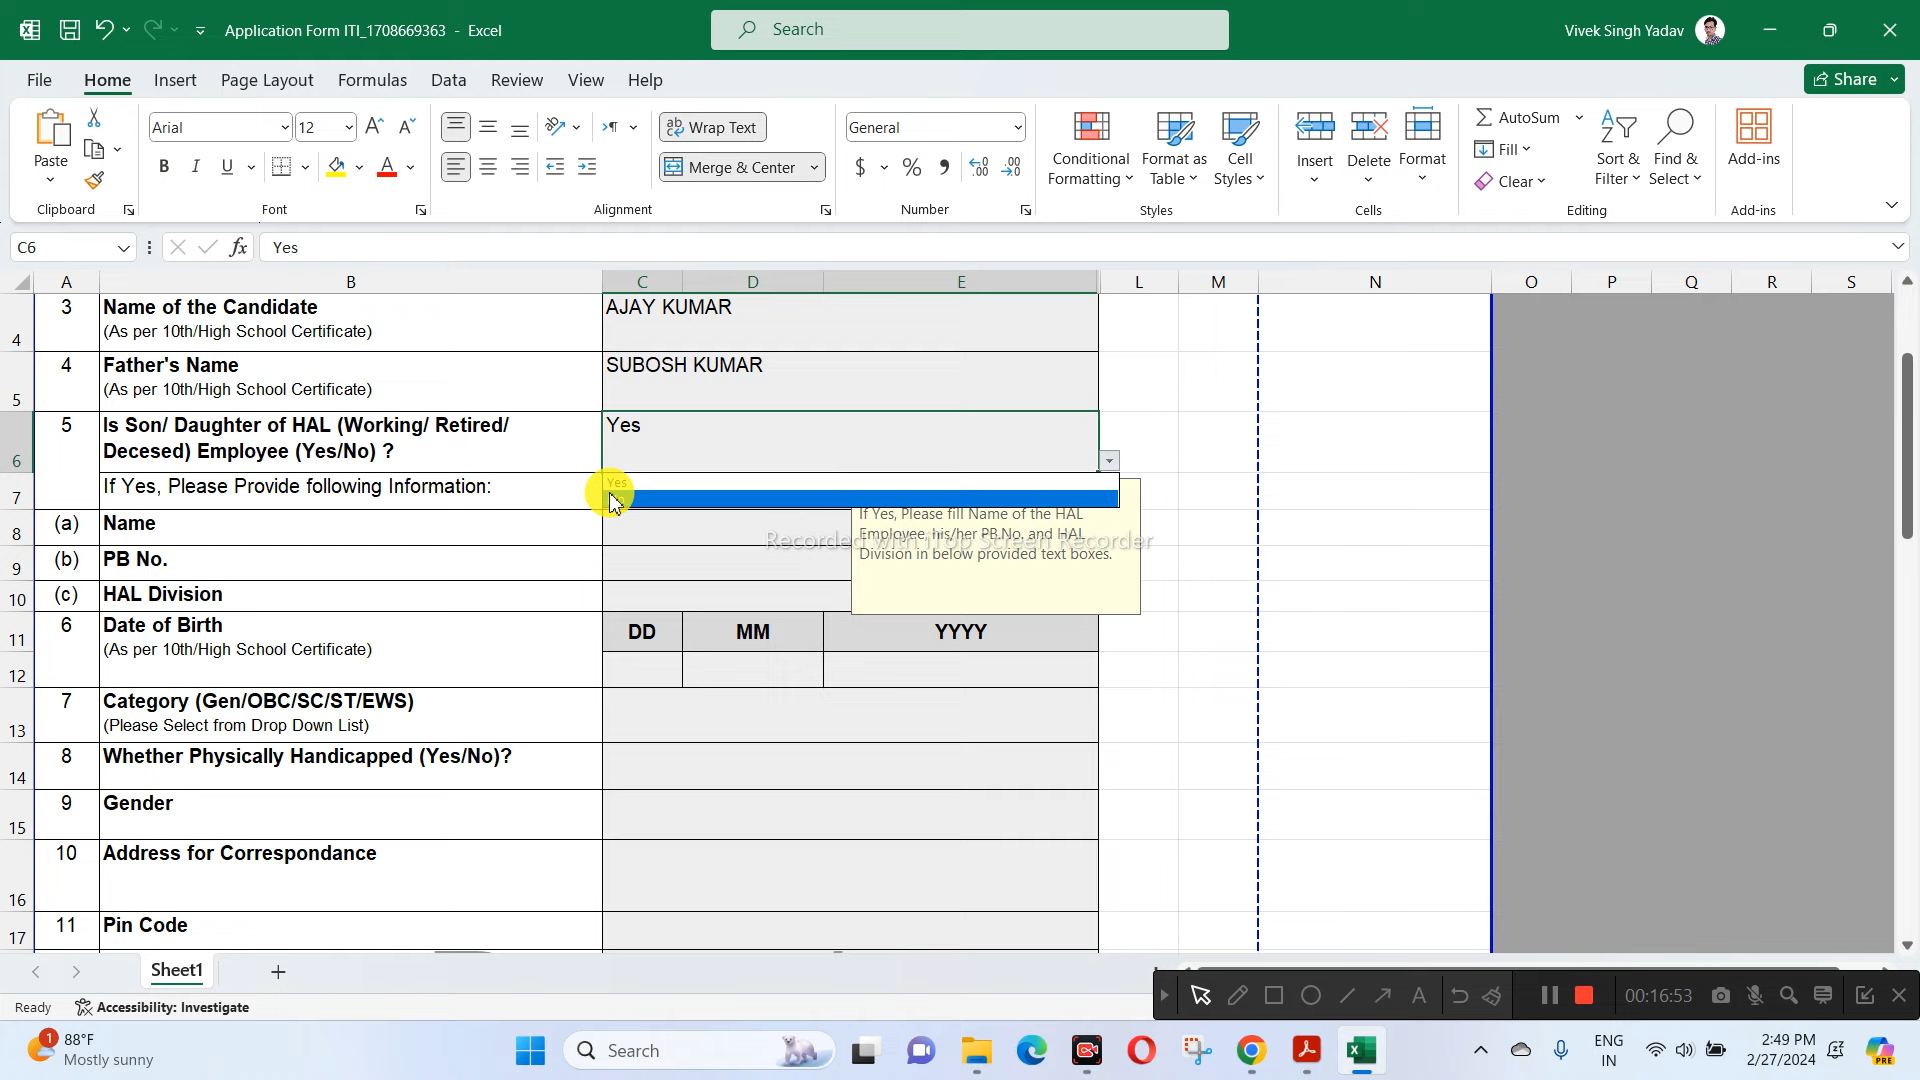 Application Form ITI_1708669363 - Excel
Search
Vivek Singh Yadav
File Home Insert Page Layout Formulas Data Review View Help
Share
Paste
Clipboard
Arial 12
B I U
Font
Wrap Text
Merge & Center
Alignment
General
$ % ,
Number
Conditional Formatting
Format as Table
Cell Styles
Styles
Insert Delete Format
Cells
AutoSum
Fill
Clear
Sort & Filter
Find & Select
Editing
Add-ins
Add-ins
C6 fx Yes
A B C D E L M N O P Q R S
4 3 Name of the Candidate AJAY KUMAR
(As per 10th/High School Certificate)
5 4 Father's Name SUBOSH KUMAR
(As per 10th/High School Certificate)
6 5 Is Son/ Daughter of HAL (Working/ Retired/ Yes
Decesed) Employee (Yes/No) ?
Yes
7 If Yes, Please Provide following Information:
If Yes, Please fill Name of the HAL
Employee, his/her PB.No. and HAL
Division in below provided text boxes.
Recorded with iTop Screen Recorder
8 (a) Name
9 (b) PB No.
10 (c) HAL Division
11 6 Date of Birth DD MM YYYY
(As per 10th/High School Certificate)
12
13 7 Category (Gen/OBC/SC/ST/EWS)
(Please Select from Drop Down List)
14 8 Whether Physically Handicapped (Yes/No)?
15 9 Gender
16 10 Address for Correspondance
17 11 Pin Code
Sheet1
Ready Accessibility: Investigate
A 00:16:53
1 88°F
Mostly sunny
Search
ENG
IN
2:49 PM
2/27/2024
PRE